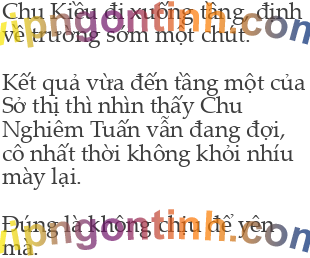 Chu Kiều đi xuống tầng, định
về trường sớm một chút.
Kết quả vừa đến tầng một của
Sở thị thì nhìn thấy Chu
Nghiêm Tuấn vẫn đang đợi,
cô nhất thời không khỏi nhíu
mày lại.
Đúng là không chịu để yên
mà.
vipngontinh.com
vipngontinh.com